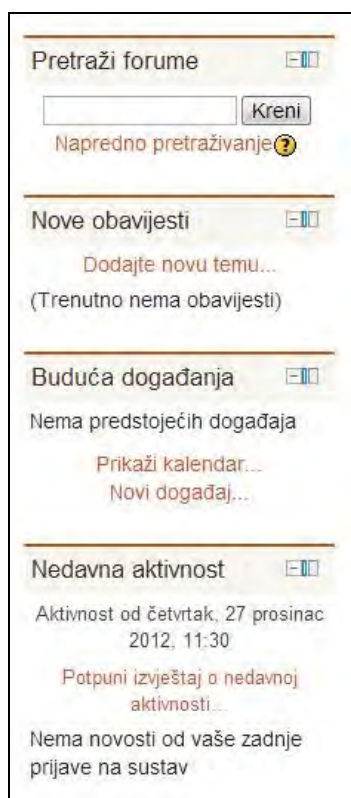 Pretraži forume
Kreni
Napredno pretraživanje
Nove obavijesti
Dodajte novu temu...
(Trenutno nema obavijesti)
Buduća događanja
Nema predstojećih događaja
Prikaži kalendar...
Novi događaj...
Nedavna aktivnost
Aktivnost od četvrtak, 27 prosinac
2012, 11:30
Potpuni izvještaj o nedavnoj
aktivnosti...
Nema novosti od vaše zadnje
prijave na sustav